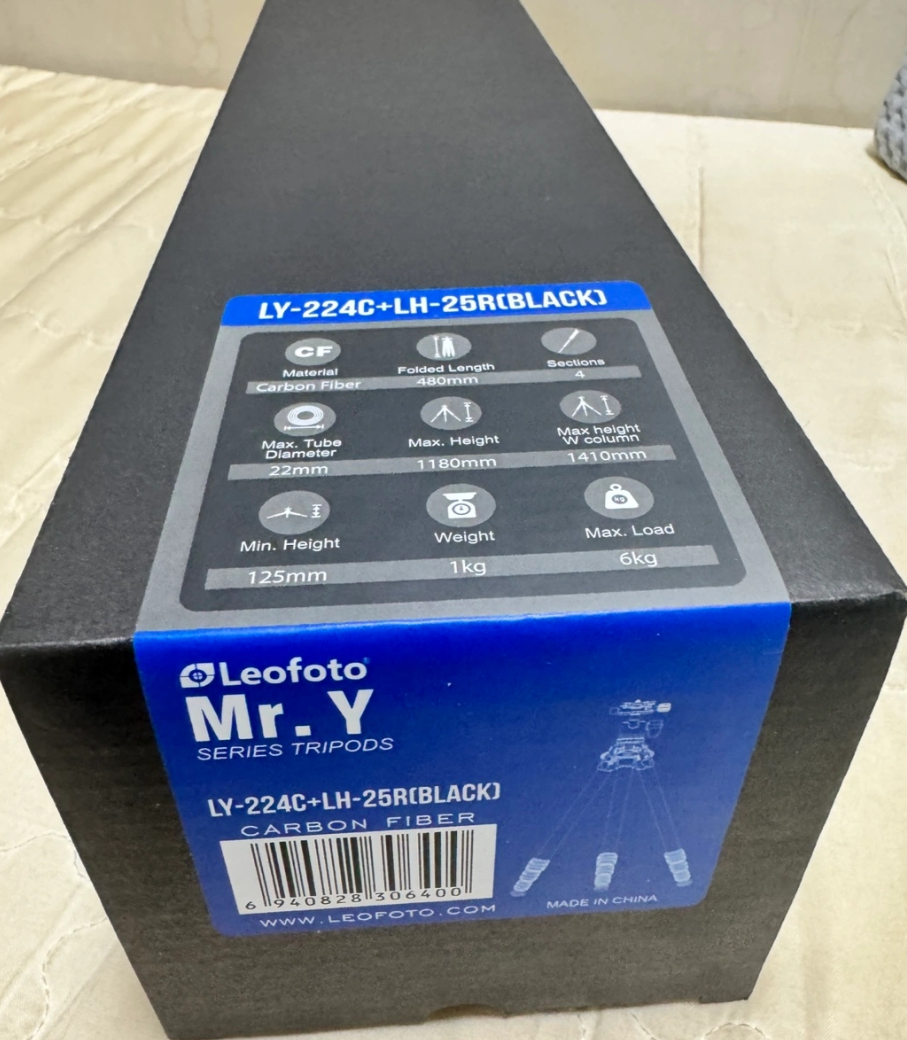 LY-224C+LH-25R(BLACK)
CF
Material
Carbon Fiber
Folded Length
480mm
Sections
4
Max. Tube
Diameter
22mm
Max. Height
1180mm
Max height
W column
1410mm
Min. Height
125mm
Weight
1kg
kg
Max. Load
6kg
Leofoto
Mr. Y
SERIES TRIPODS
LY-224C+LH-25R(BLACK)
CARBON FIBER
6 940828 306400
WWW.LEOFOTO.COM
MADE IN CHINA